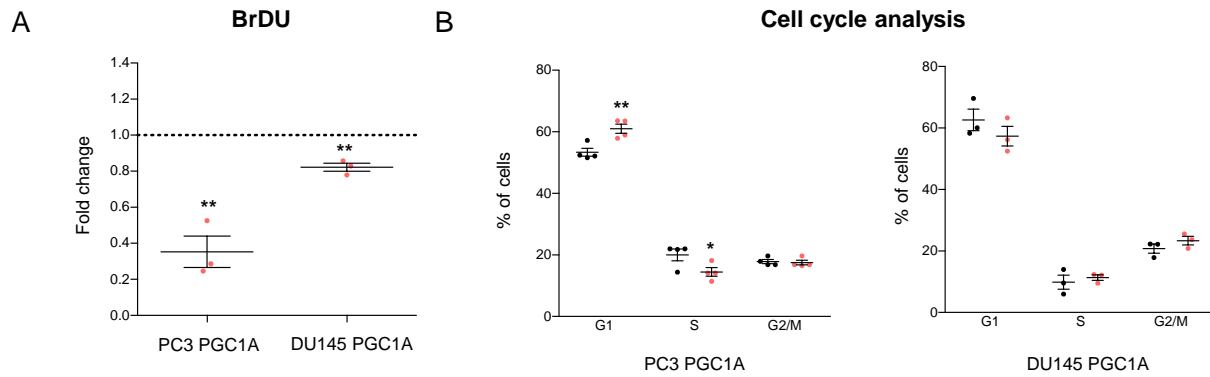 A
BrDU
Fold change
1.4
1.2
1.0
0.8
0.6
0.4
0.2
0.0
**
**
PC3 PGC1A
DU145 PGC1A
B
Cell cycle analysis
% of cells
80
60
40
20
0
**
*
G1
S
G2/M
PC3 PGC1A
% of cells
80
60
40
20
0
G1
S
G2/M
DU145 PGC1A